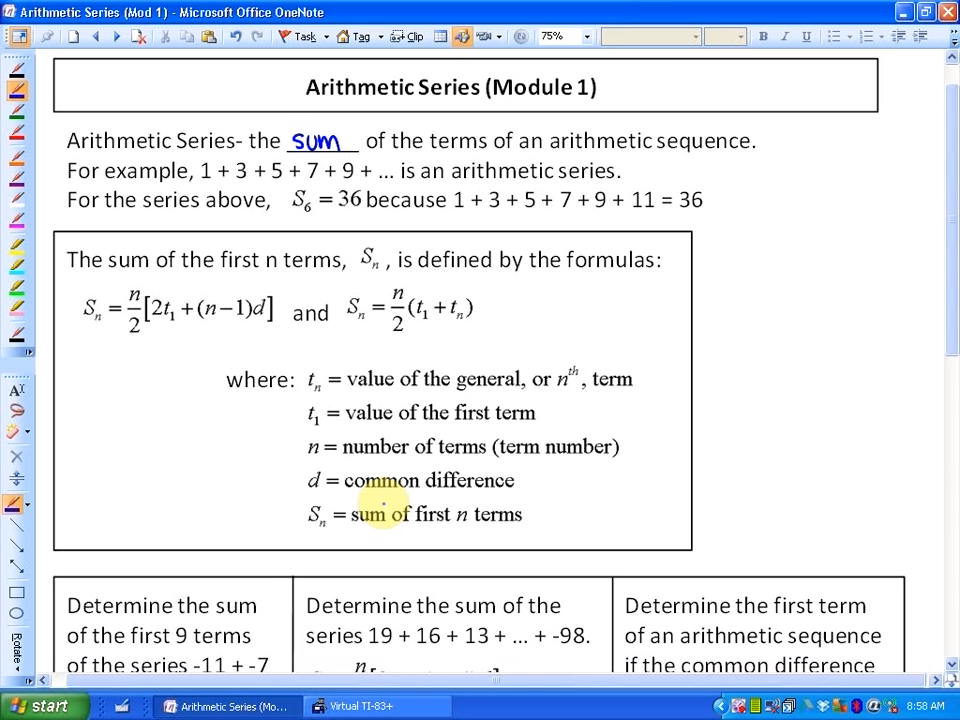 Arithmetic Series (Mod 1) - Microsoft Office OneNote
Task Tag Clip 75% B I U
Arithmetic Series (Module 1)
Arithmetic Series- the sum of the terms of an arithmetic sequence.
For example, 1 + 3 + 5 + 7 + 9 + ... is an arithmetic series.
For the series above, S₆ = 36 because 1 + 3 + 5 + 7 + 9 + 11 = 36
The sum of the first n terms, Sₙ , is defined by the formulas:
Sₙ = n/2[2t₁ + (n − 1)d] and Sₙ = n/2(t₁ + tₙ)
where: tₙ = value of the general, or nᵗʰ, term
t₁ = value of the first term
n = number of terms (term number)
d = common difference
Sₙ = sum of first n terms
Determine the sum
of the first 9 terms
of the series -11 + -7
Determine the sum of the
series 19 + 16 + 13 + ... + -98.
Determine the first term
of an arithmetic sequence
if the common difference
Rotate
start Arithmetic Series (Mo... Virtual TI-83+ 8:58 AM